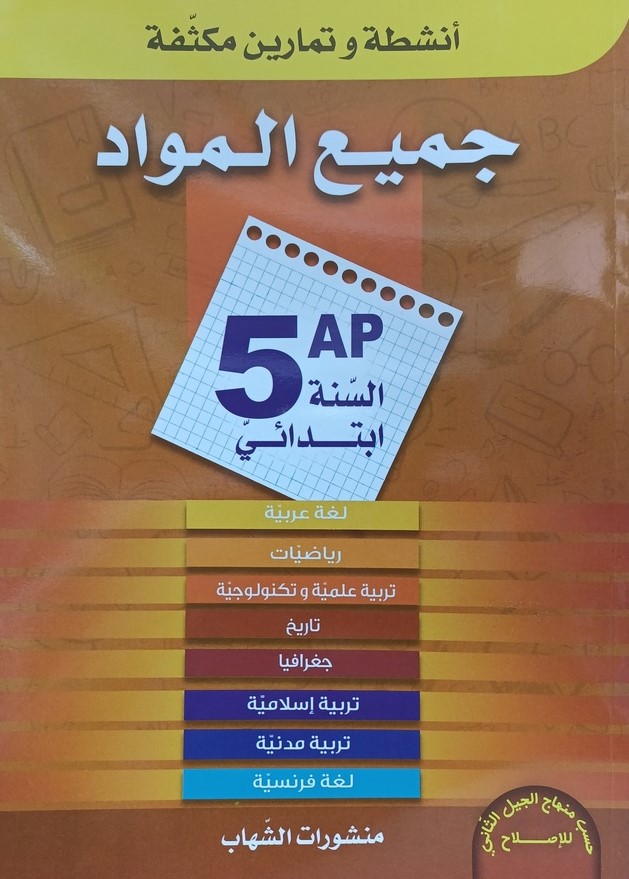 أنشطة و تمارين مكثّفة
جميع المواد
5 AP
السّنة
ابتدائيّ
لغة عربيّة
رياضيّات
تربية علميّة و تكنولوجيّة
تاريخ
جغرافيا
تربية إسلاميّة
تربية مدنيّة
لغة فرنسيّة
منشورات الشّهاب
حسب منهاج الجيل الثاني
للإصلاح